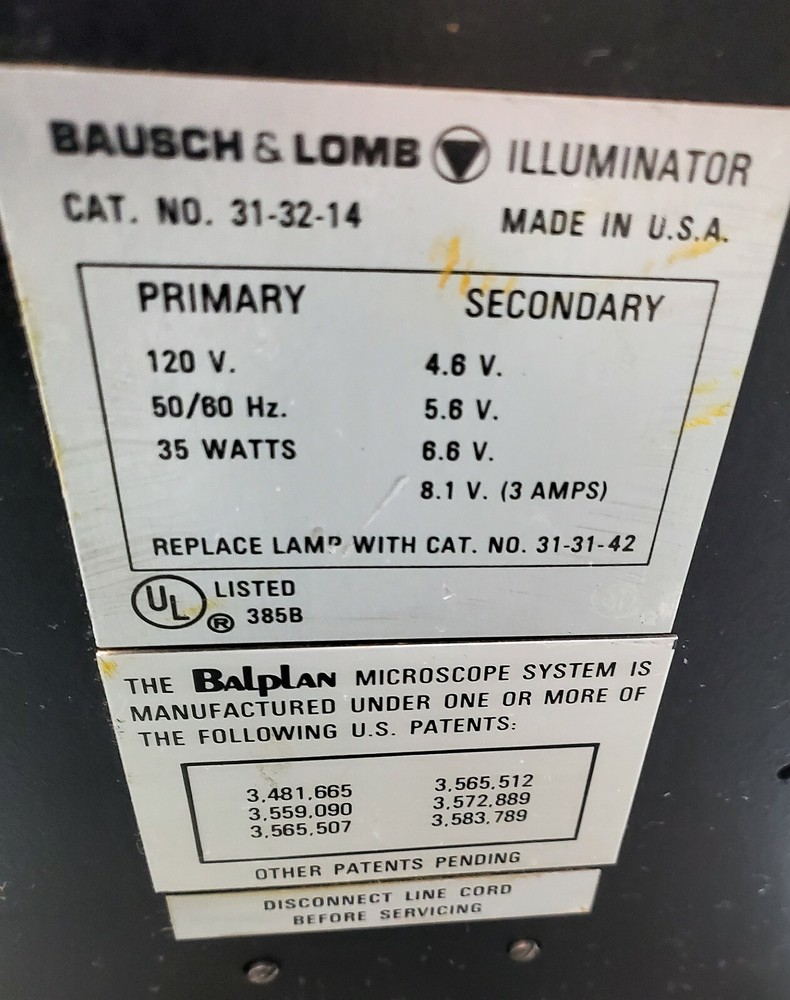 BAUSCH & LOMB ILLUMINATOR
CAT. NO. 31-32-14 MADE IN U.S.A.
PRIMARY SECONDARY
120 V. 4.6 V.
50/60 Hz. 5.6 V.
35 WATTS 6.6 V.
8.1 V. (3 AMPS)
REPLACE LAMP WITH CAT. NO. 31-31-42
UL LISTED
® 385B
THE BALPLAN MICROSCOPE SYSTEM IS
MANUFACTURED UNDER ONE OR MORE OF
THE FOLLOWING U.S. PATENTS:
3,481,665 3,565,512
3,559,090 3,572,889
3,565,507 3,583,789
OTHER PATENTS PENDING
DISCONNECT LINE CORD
BEFORE SERVICING